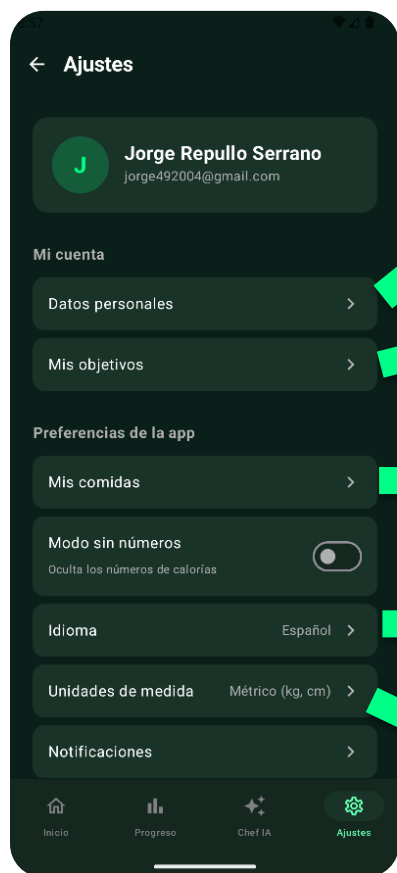 :57
Ajustes
J
Jorge Repullo Serrano
jorge492004@gmail.com
Mi cuenta
Datos personales
Mis objetivos
Preferencias de la app
Mis comidas
Modo sin números
Oculta los números de calorías
Idioma Español
Unidades de medida Métrico (kg, cm)
Notificaciones
Inicio Progreso Chef IA Ajustes